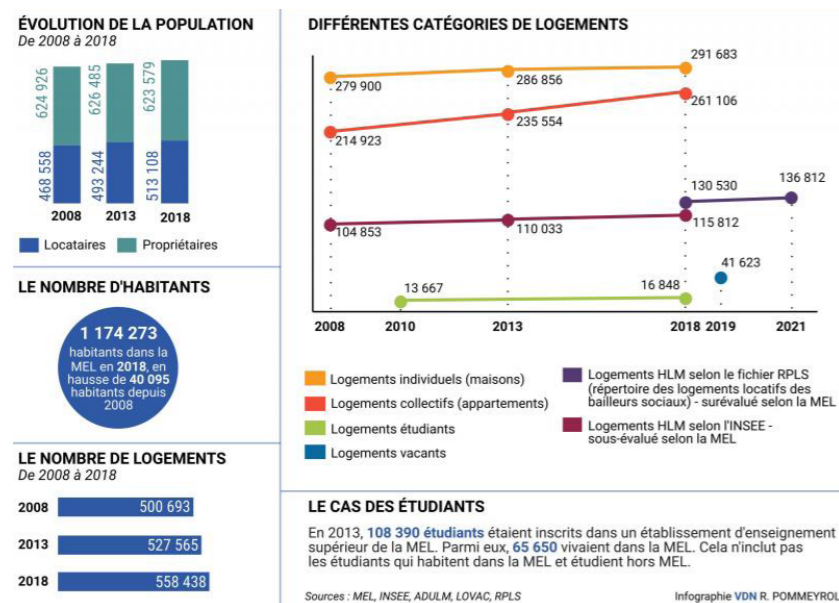 ÉVOLUTION DE LA POPULATION
De 2008 à 2018
624 926
626 485
623 579
468 558
493 244
513 108
2008
2013
2018
Locataires
Propriétaires
LE NOMBRE D'HABITANTS
1 174 273
habitants dans la
MEL en 2018, en
hausse de 40 095
habitants depuis
2008
LE NOMBRE DE LOGEMENTS
De 2008 à 2018
2008
500 693
2013
527 565
2018
558 438
DIFFÉRENTES CATÉGORIES DE LOGEMENTS
279 900
286 856
291 683
214 923
235 554
261 106
130 530
136 812
104 853
110 033
115 812
13 667
16 848
41 623
2008
2010
2013
2018
2019
2021
Logements individuels (maisons)
Logements collectifs (appartements)
Logements étudiants
Logements vacants
Logements HLM selon le fichier RPLS
(répertoire des logements locatifs des
bailleurs sociaux) - surévalué selon la MEL
Logements HLM selon l'INSEE -
sous-évalué selon la MEL
LE CAS DES ÉTUDIANTS
En 2013, 108 390 étudiants étaient inscrits dans un établissement d'enseignement
supérieur de la MEL. Parmi eux, 65 650 vivaient dans la MEL. Cela n'inclut pas
les étudiants qui habitent dans la MEL et étudient hors MEL.
Sources : MEL, INSEE, ADULM, LOVAC, RPLS
Infographie VDN R. POMMEYROL